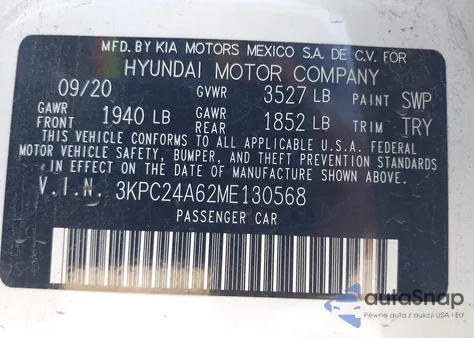 MFD. BY KIA MOTORS MEXICO S.A. DE C.V. FOR
HYUNDAI MOTOR COMPANY
09/20 GVWR 3527 LB PAINT SWP
GAWR FRONT 1940 LB GAWR REAR 1852 LB TRIM TRY
THIS VEHICLE CONFORMS TO ALL APPLICABLE U.S.A. FEDERAL
MOTOR VEHICLE SAFETY, BUMPER, AND THEFT PREVENTION STANDARDS
IN EFFECT ON THE DATE OF MANUFACTURE SHOWN ABOVE.
V.I.N. 3KPC24A62ME130568
PASSENGER CAR
autoSnap
Pewne auta z aukcji USA i EU